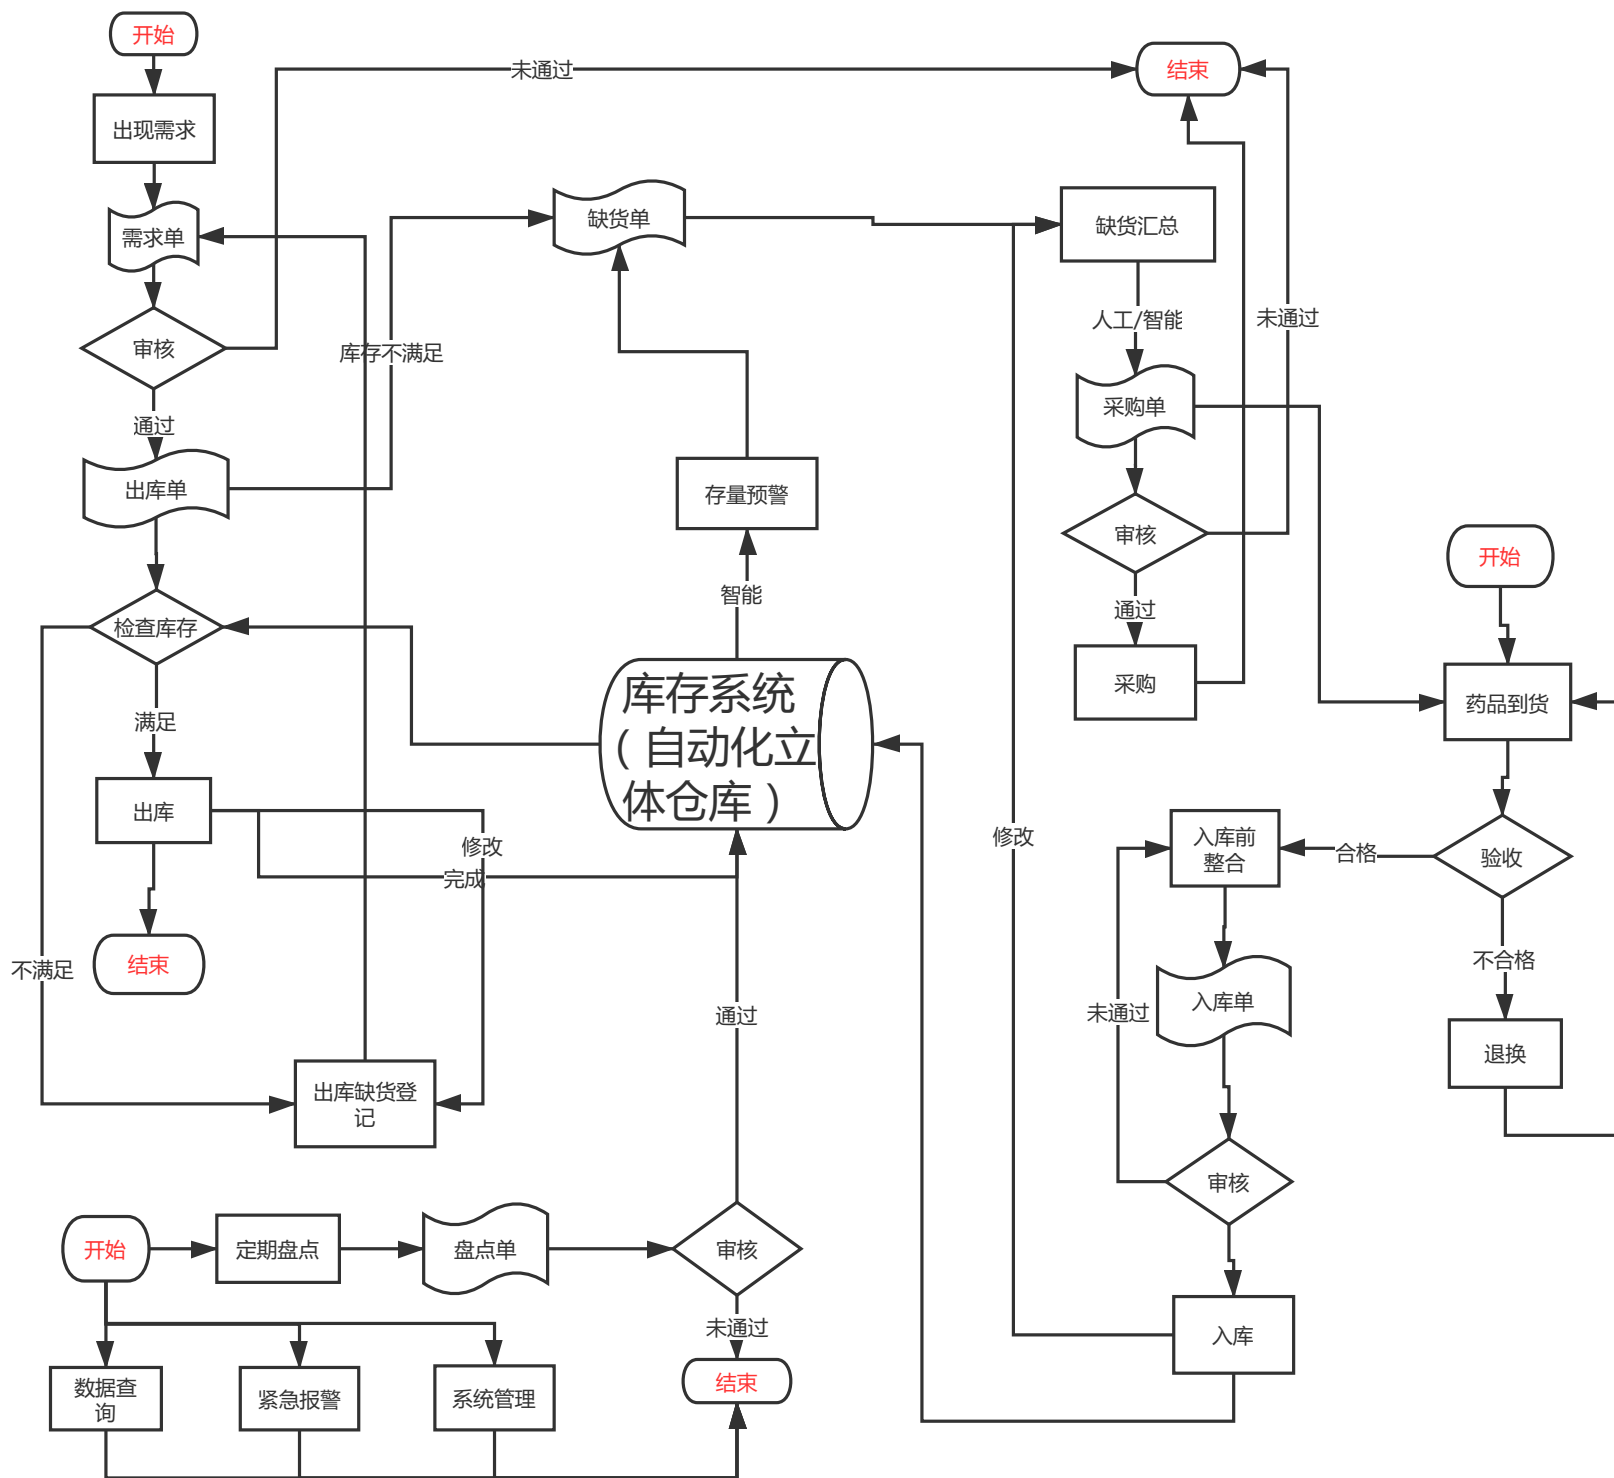 开始
出现需求
需求单
审核
通过
出库单
检查库存
满足
出库
结束
不满足
未通过
库存不满足
修改
完成
出库缺货登
记
缺货单
存量预警
智能
库存系统
（自动化立
体仓库）
通过
开始
定期盘点
盘点单
审核
未通过
结束
数据查
询
紧急报警
系统管理
结束
缺货汇总
人工/智能
未通过
采购单
审核
通过
采购
修改
开始
药品到货
验收
合格
不合格
退换
入库前
整合
入库单
未通过
审核
入库